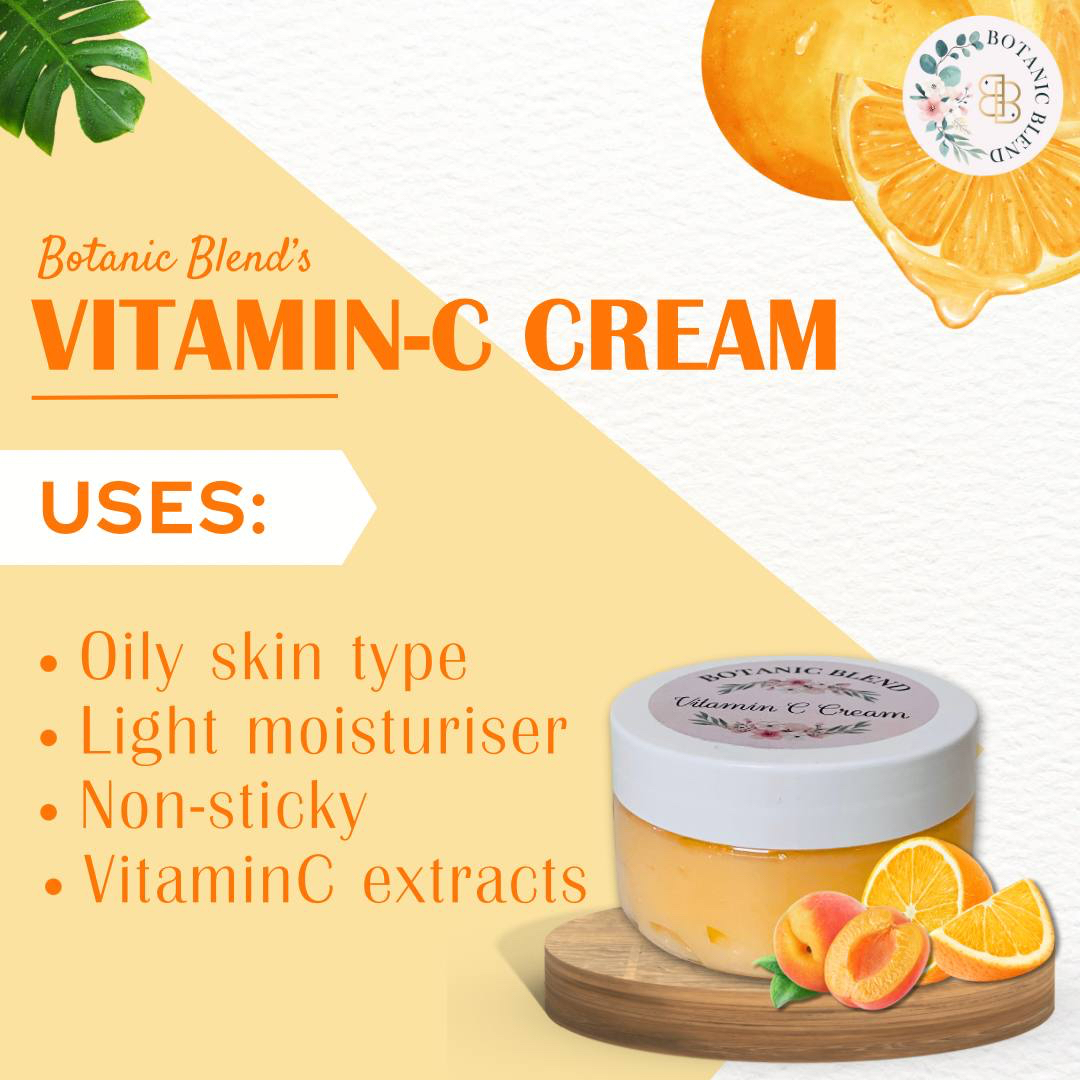 BOTANIC BLEND
BB
Botanic Blend's
VITAMIN-C CREAM
USES:
• Oily skin type
• Light moisturiser
• Non-sticky
• VitaminC extracts
BOTANIC BLEND
Vitamin C Cream